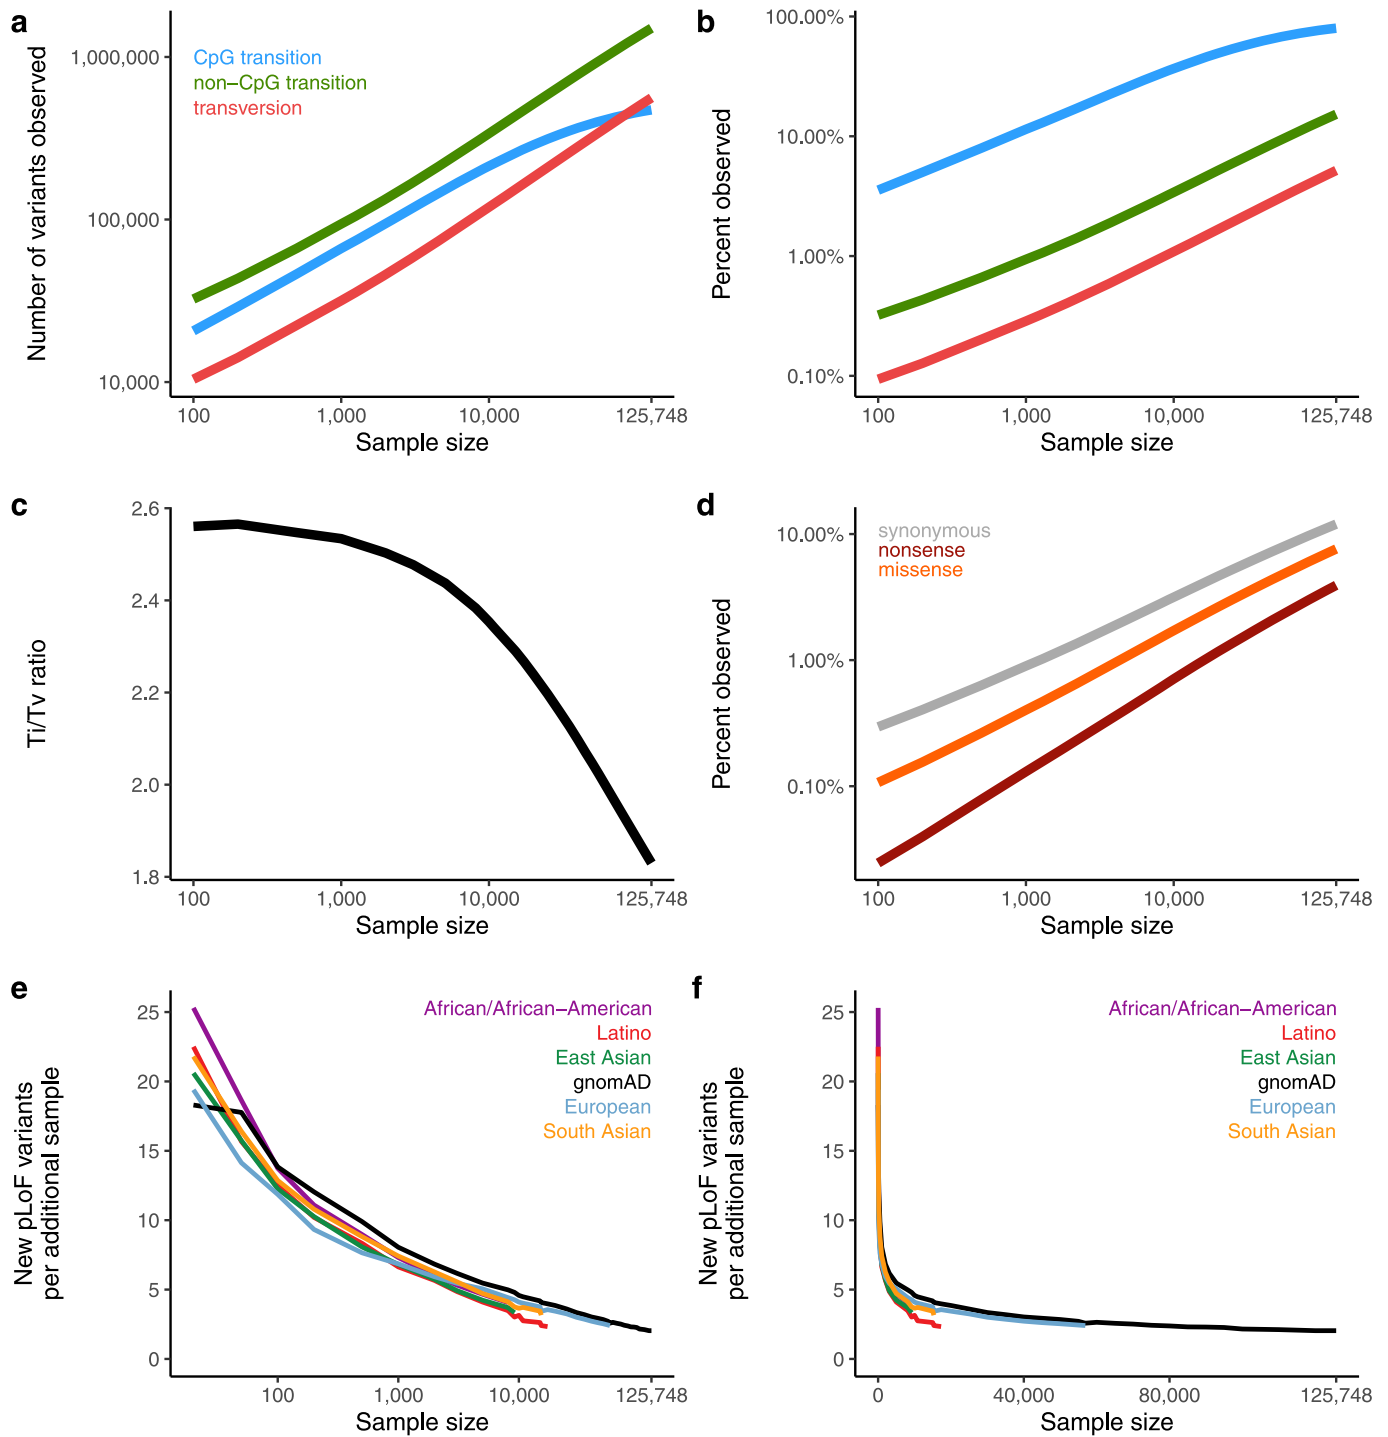 a
Number of variants observed
1,000,000
100,000
10,000
CpG transition
non–CpG transition
transversion
100
1,000
10,000
125,748
Sample size
b
Percent observed
100.00%
10.00%
1.00%
0.10%
100
1,000
10,000
125,748
Sample size
c
Ti/Tv ratio
2.6
2.4
2.2
2.0
1.8
100
1,000
10,000
125,748
Sample size
d
Percent observed
10.00%
1.00%
0.10%
synonymous
nonsense
missense
100
1,000
10,000
125,748
Sample size
e
New pLoF variants
per additional sample
25
20
15
10
5
0
African/African–American
Latino
East Asian
gnomAD
European
South Asian
100
1,000
10,000
125,748
Sample size
f
New pLoF variants
per additional sample
25
20
15
10
5
0
African/African–American
Latino
East Asian
gnomAD
European
South Asian
0
40,000
80,000
125,748
Sample size